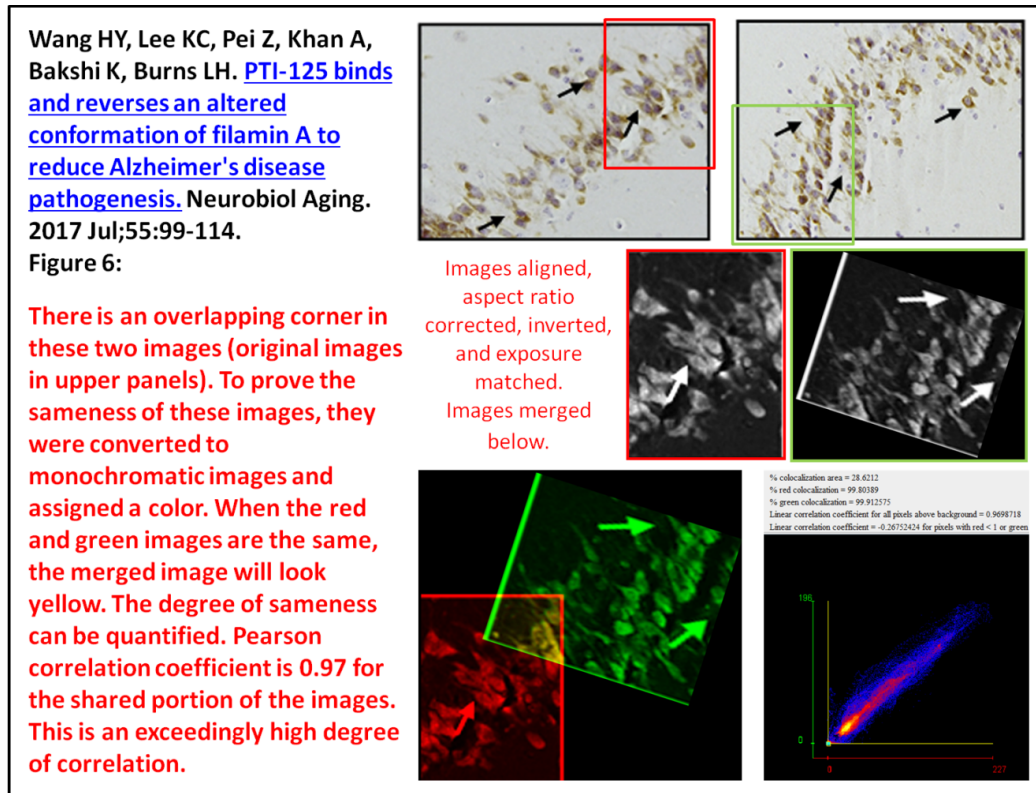 Wang HY, Lee KC, Pei Z, Khan A,
Bakshi K, Burns LH. PTI-125 binds
and reverses an altered
conformation of filamin A to
reduce Alzheimer's disease
pathogenesis. Neurobiol Aging.
2017 Jul;55:99-114.
Figure 6:
There is an overlapping corner in
these two images (original images
in upper panels). To prove the
sameness of these images, they
were converted to
monochromatic images and
assigned a color. When the red
and green images are the same,
the merged image will look
yellow. The degree of sameness
can be quantified. Pearson
correlation coefficient is 0.97 for
the shared portion of the images.
This is an exceedingly high degree
of correlation.
Images aligned,
aspect ratio
corrected, inverted,
and exposure
matched.
Images merged
below.
% colocalization area = 28.6212
% red colocalization = 99.80389
% green colocalization = 99.912575
Linear correlation coefficient for all pixels above background = 0.9698718
Linear correlation coefficient = -0.26752424 for pixels with red < 1 or green
196
0
0
237